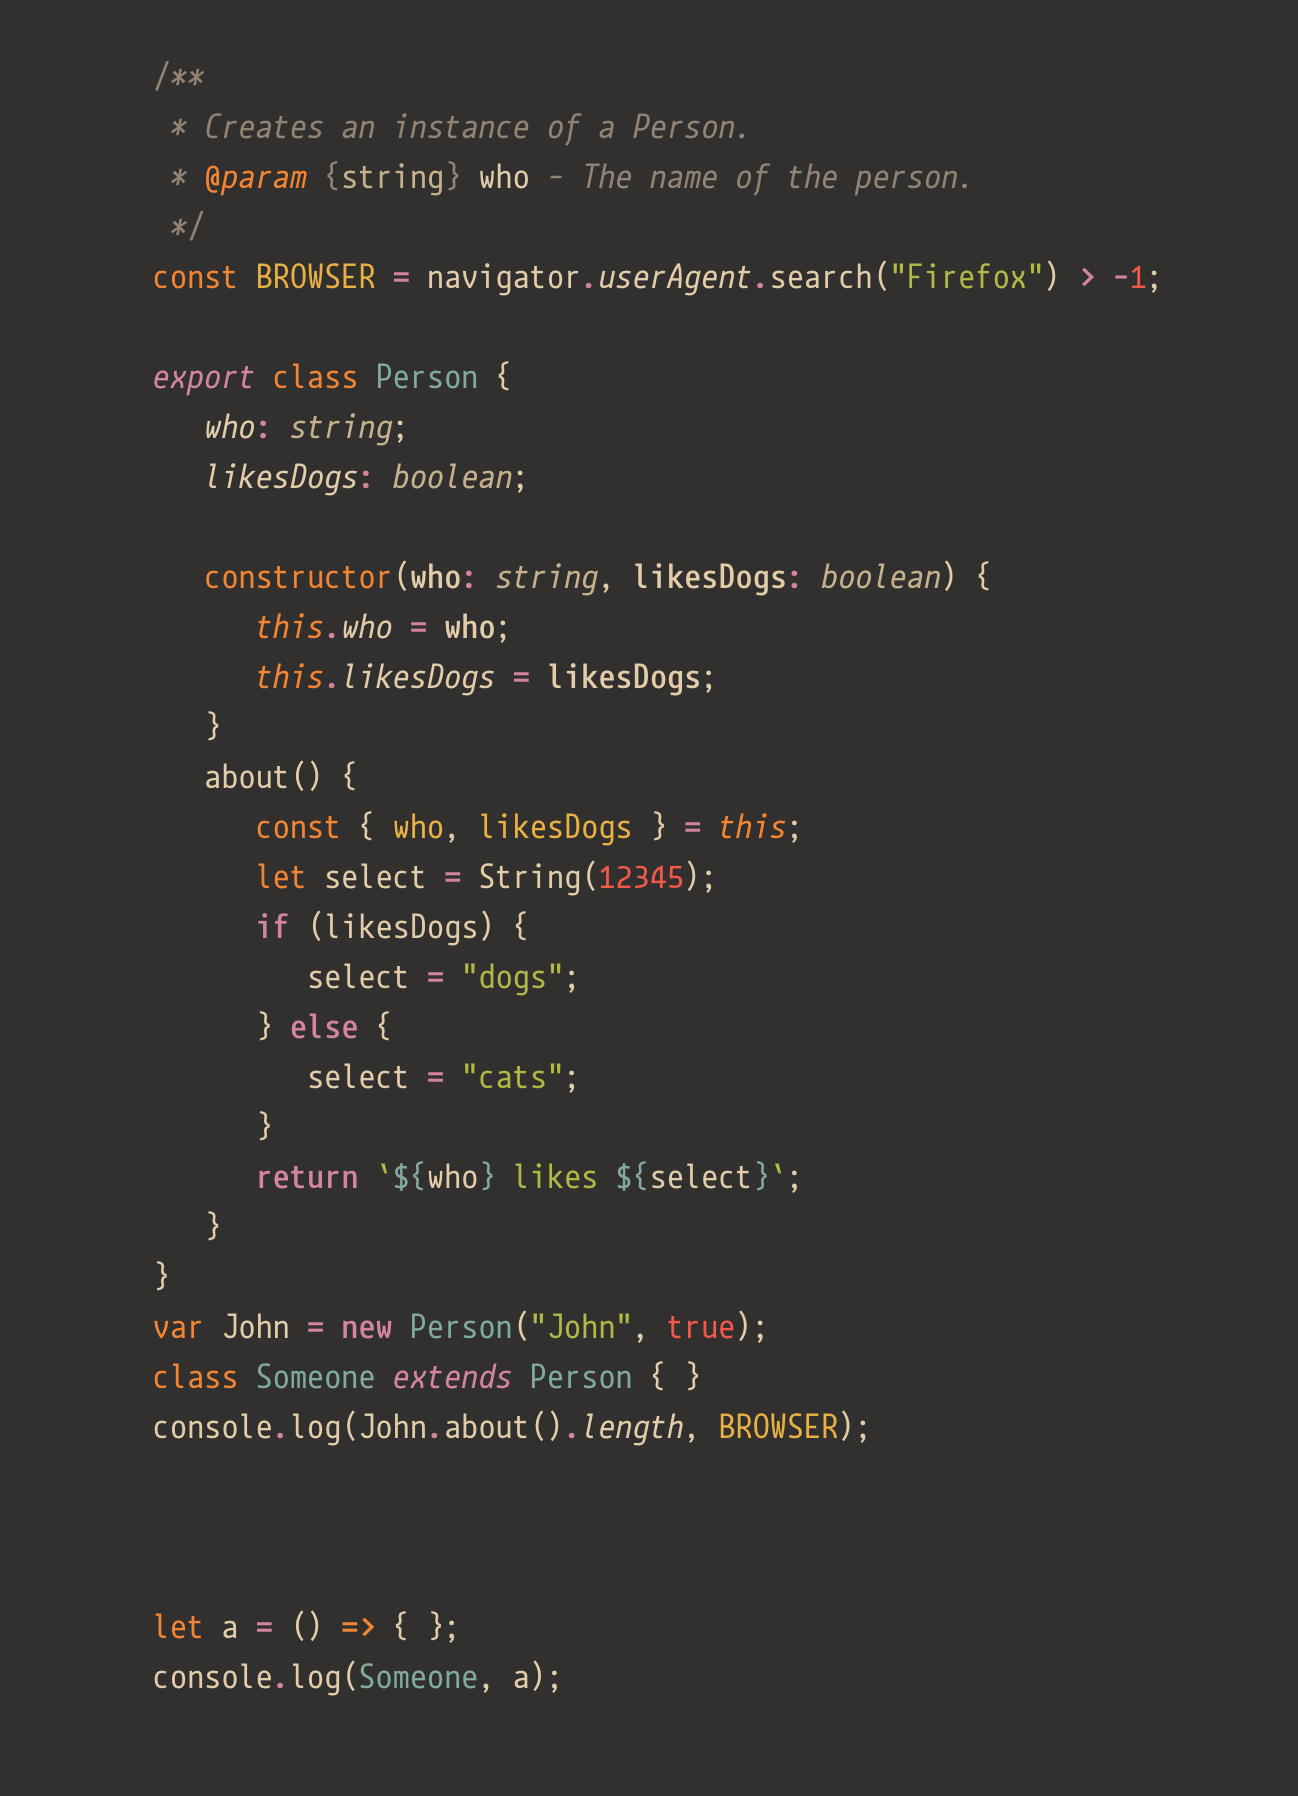 /**
 * Creates an instance of a Person.
 * @param {string} who - The name of the person.
 */
const BROWSER = navigator.userAgent.search("Firefox") > -1;

export class Person {
   who: string;
   likesDogs: boolean;

   constructor(who: string, likesDogs: boolean) {
      this.who = who;
      this.likesDogs = likesDogs;
   }
   about() {
      const { who, likesDogs } = this;
      let select = String(12345);
      if (likesDogs) {
         select = "dogs";
      } else {
         select = "cats";
      }
      return `${who} likes ${select}`;
   }
}
var John = new Person("John", true);
class Someone extends Person { }
console.log(John.about().length, BROWSER);

let a = () => { };
console.log(Someone, a);